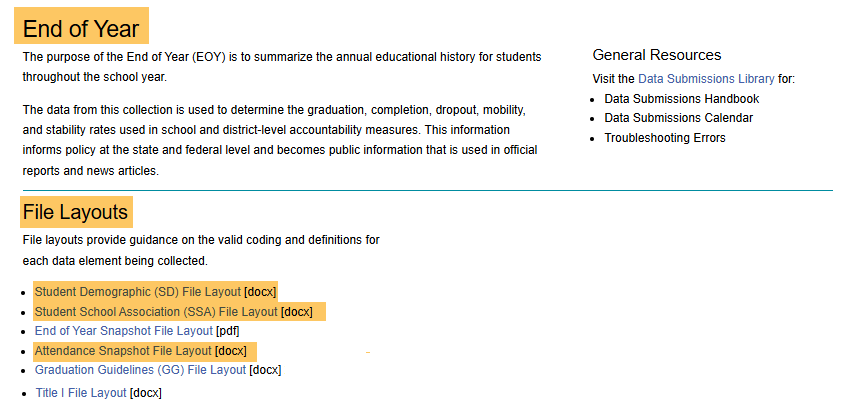 End of Year
The purpose of the End of Year (EOY) is to summarize the annual educational history for students
throughout the school year.
The data from this collection is used to determine the graduation, completion, dropout, mobility,
and stability rates used in school and district-level accountability measures. This information
informs policy at the state and federal level and becomes public information that is used in official
reports and news articles.
General Resources
Visit the Data Submissions Library for:
• Data Submissions Handbook
• Data Submissions Calendar
• Troubleshooting Errors
File Layouts
File layouts provide guidance on the valid coding and definitions for
each data element being collected.
• Student Demographic (SD) File Layout [docx]
• Student School Association (SSA) File Layout [docx]
• End of Year Snapshot File Layout [pdf]
• Attendance Snapshot File Layout [docx]
• Graduation Guidelines (GG) File Layout [docx]
• Title I File Layout [docx]